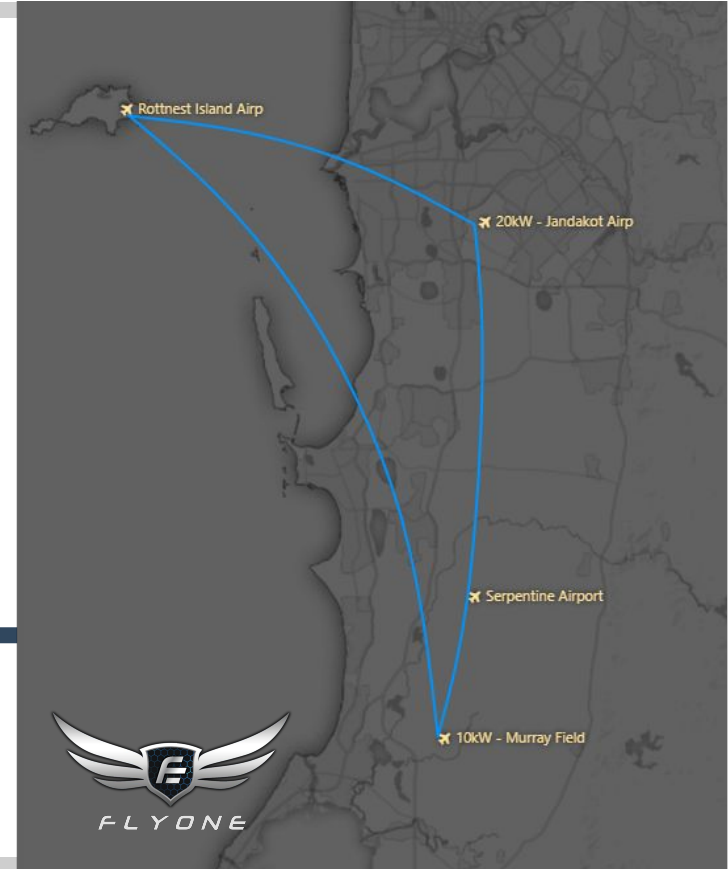 Rottnest Island Airp
20kW - Jandakot Airp
Serpentine Airport
10kW - Murray Field
FLYONE